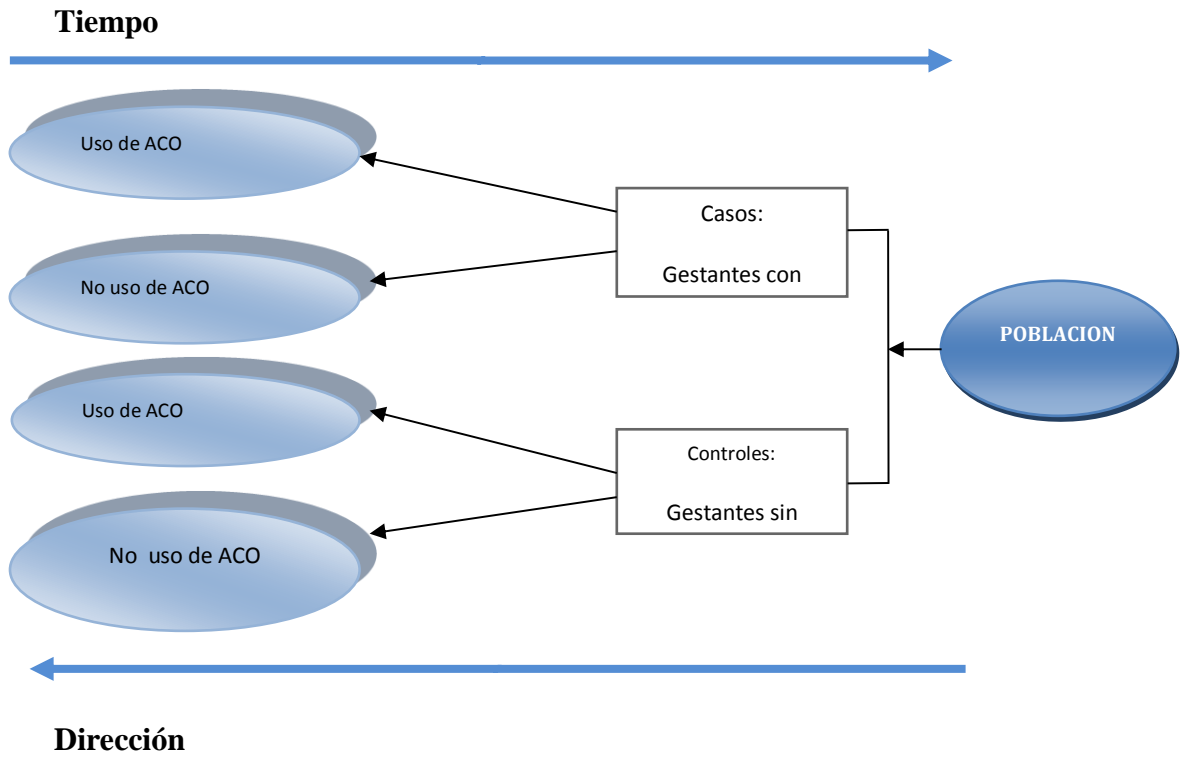 Tiempo
Uso de ACO
Casos:
Gestantes con
No uso de ACO
POBLACION
Uso de ACO
Controles:
Gestantes sin
No uso de ACO
Dirección